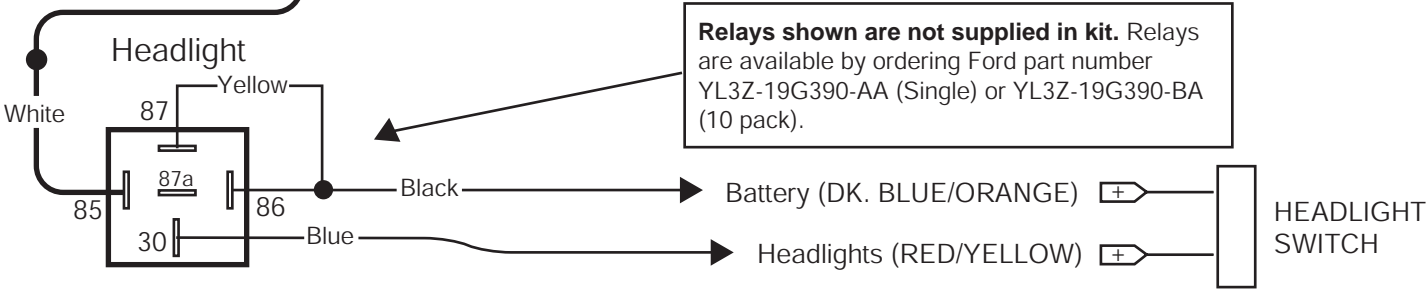 Relays shown are not supplied in kit. Relays
are available by ordering Ford part number
YL3Z-19G390-AA (Single) or YL3Z-19G390-BA
(10 pack).
Headlight
Yellow
White
87
87a
85
86
30
Black
Blue
Battery (DK. BLUE/ORANGE)
+
Headlights (RED/YELLOW)
+
HEADLIGHT
SWITCH